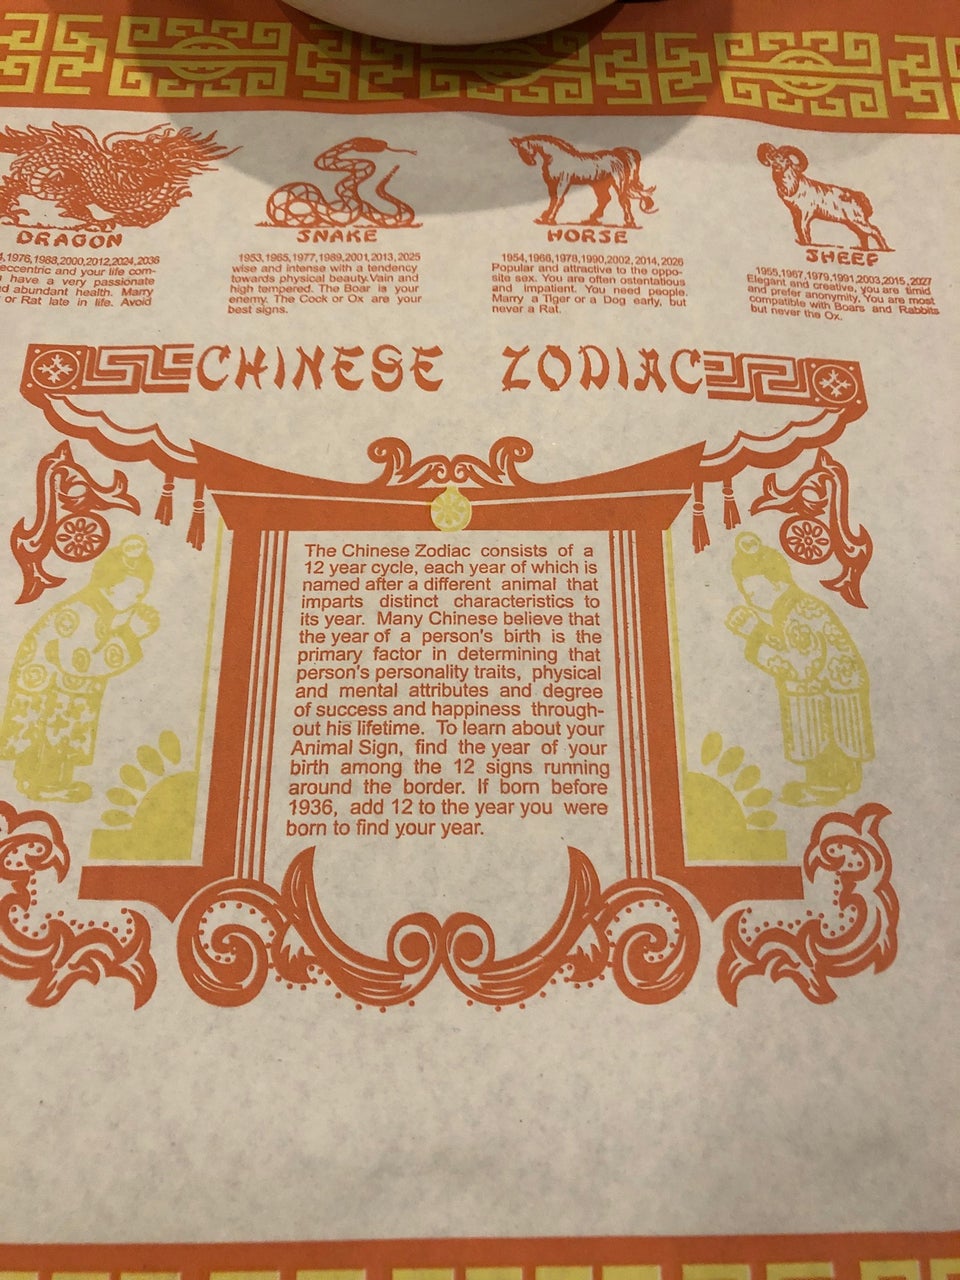 DRAGON
,1976,1988,2000,2012,2024,2036
eccentric and your life com-
have a very passionate
abundant health. Marry
or Rat late in life. Avoid
SNAKE
1953,1965,1977,1989,2001,2013,2025
wise and intense with a tendency
towards physical beauty.Vain and
high tempered. The Boar is your
enemy. The Cock or Ox are your
best signs.
HORSE
1954,1966,1978,1990,2002,2014,2026
Popular and attractive to the oppo-
site sex. You are often ostentatious
and impatient. You need people.
Marry a Tiger or a Dog early, but
never a Rat.
SHEEP
1955,1967,1979,1991,2003,2015,2027
Elegant and creative, you are timid
and prefer anonymity. You are most
compatible with Boars and Rabbits
but never the Ox.
CHINESE ZODIAC
The Chinese Zodiac consists of a
12 year cycle, each year of which is
named after a different animal that
imparts distinct characteristics to
its year. Many Chinese believe that
the year of a person's birth is the
primary factor in determining that
person's personality traits, physical
and mental attributes and degree
of success and happiness through-
out his lifetime. To learn about your
Animal Sign, find the year of your
birth among the 12 signs running
around the border. If born before
1936, add 12 to the year you were
born to find your year.